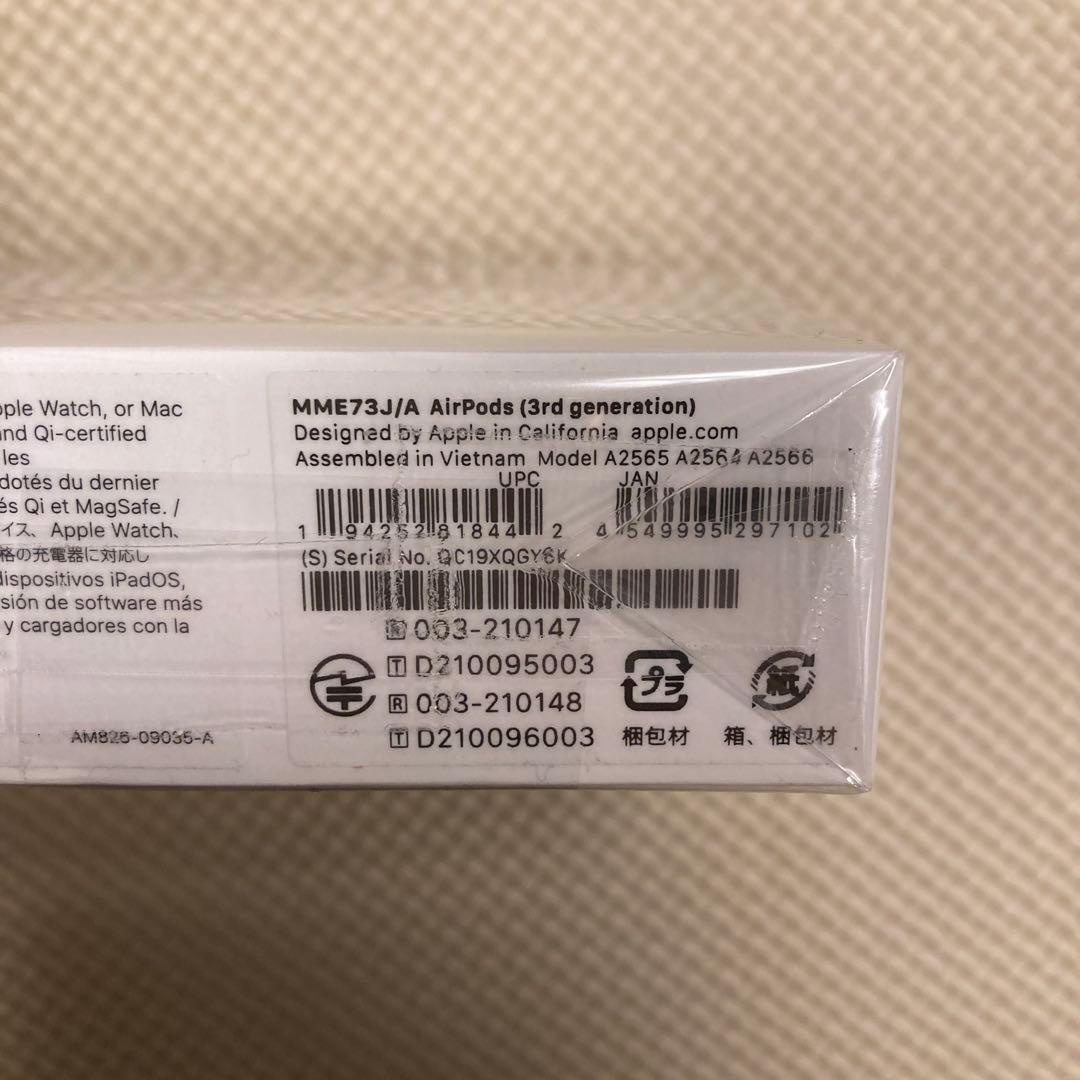 pple Watch, or Mac
and Qi-certified
les
dotés du dernier
és Qi et MagSafe. /
イス、Apple Watch、
格の充電器に対応し
dispositivos iPadOS,
sión de software más
y cargadores con la
AM826-09035-A
MME73J/A AirPods (3rd generation)
Designed by Apple in California apple.com
Assembled in Vietnam Model A2565 A2564 A2566
UPC JAN
1 94252 81844 2 4 549995 297102
(S) Serial No. QC19XQGY6K
R 003-210147
T D210095003
R 003-210148
T D210096003
プラ
紙
梱包材
箱、梱包材